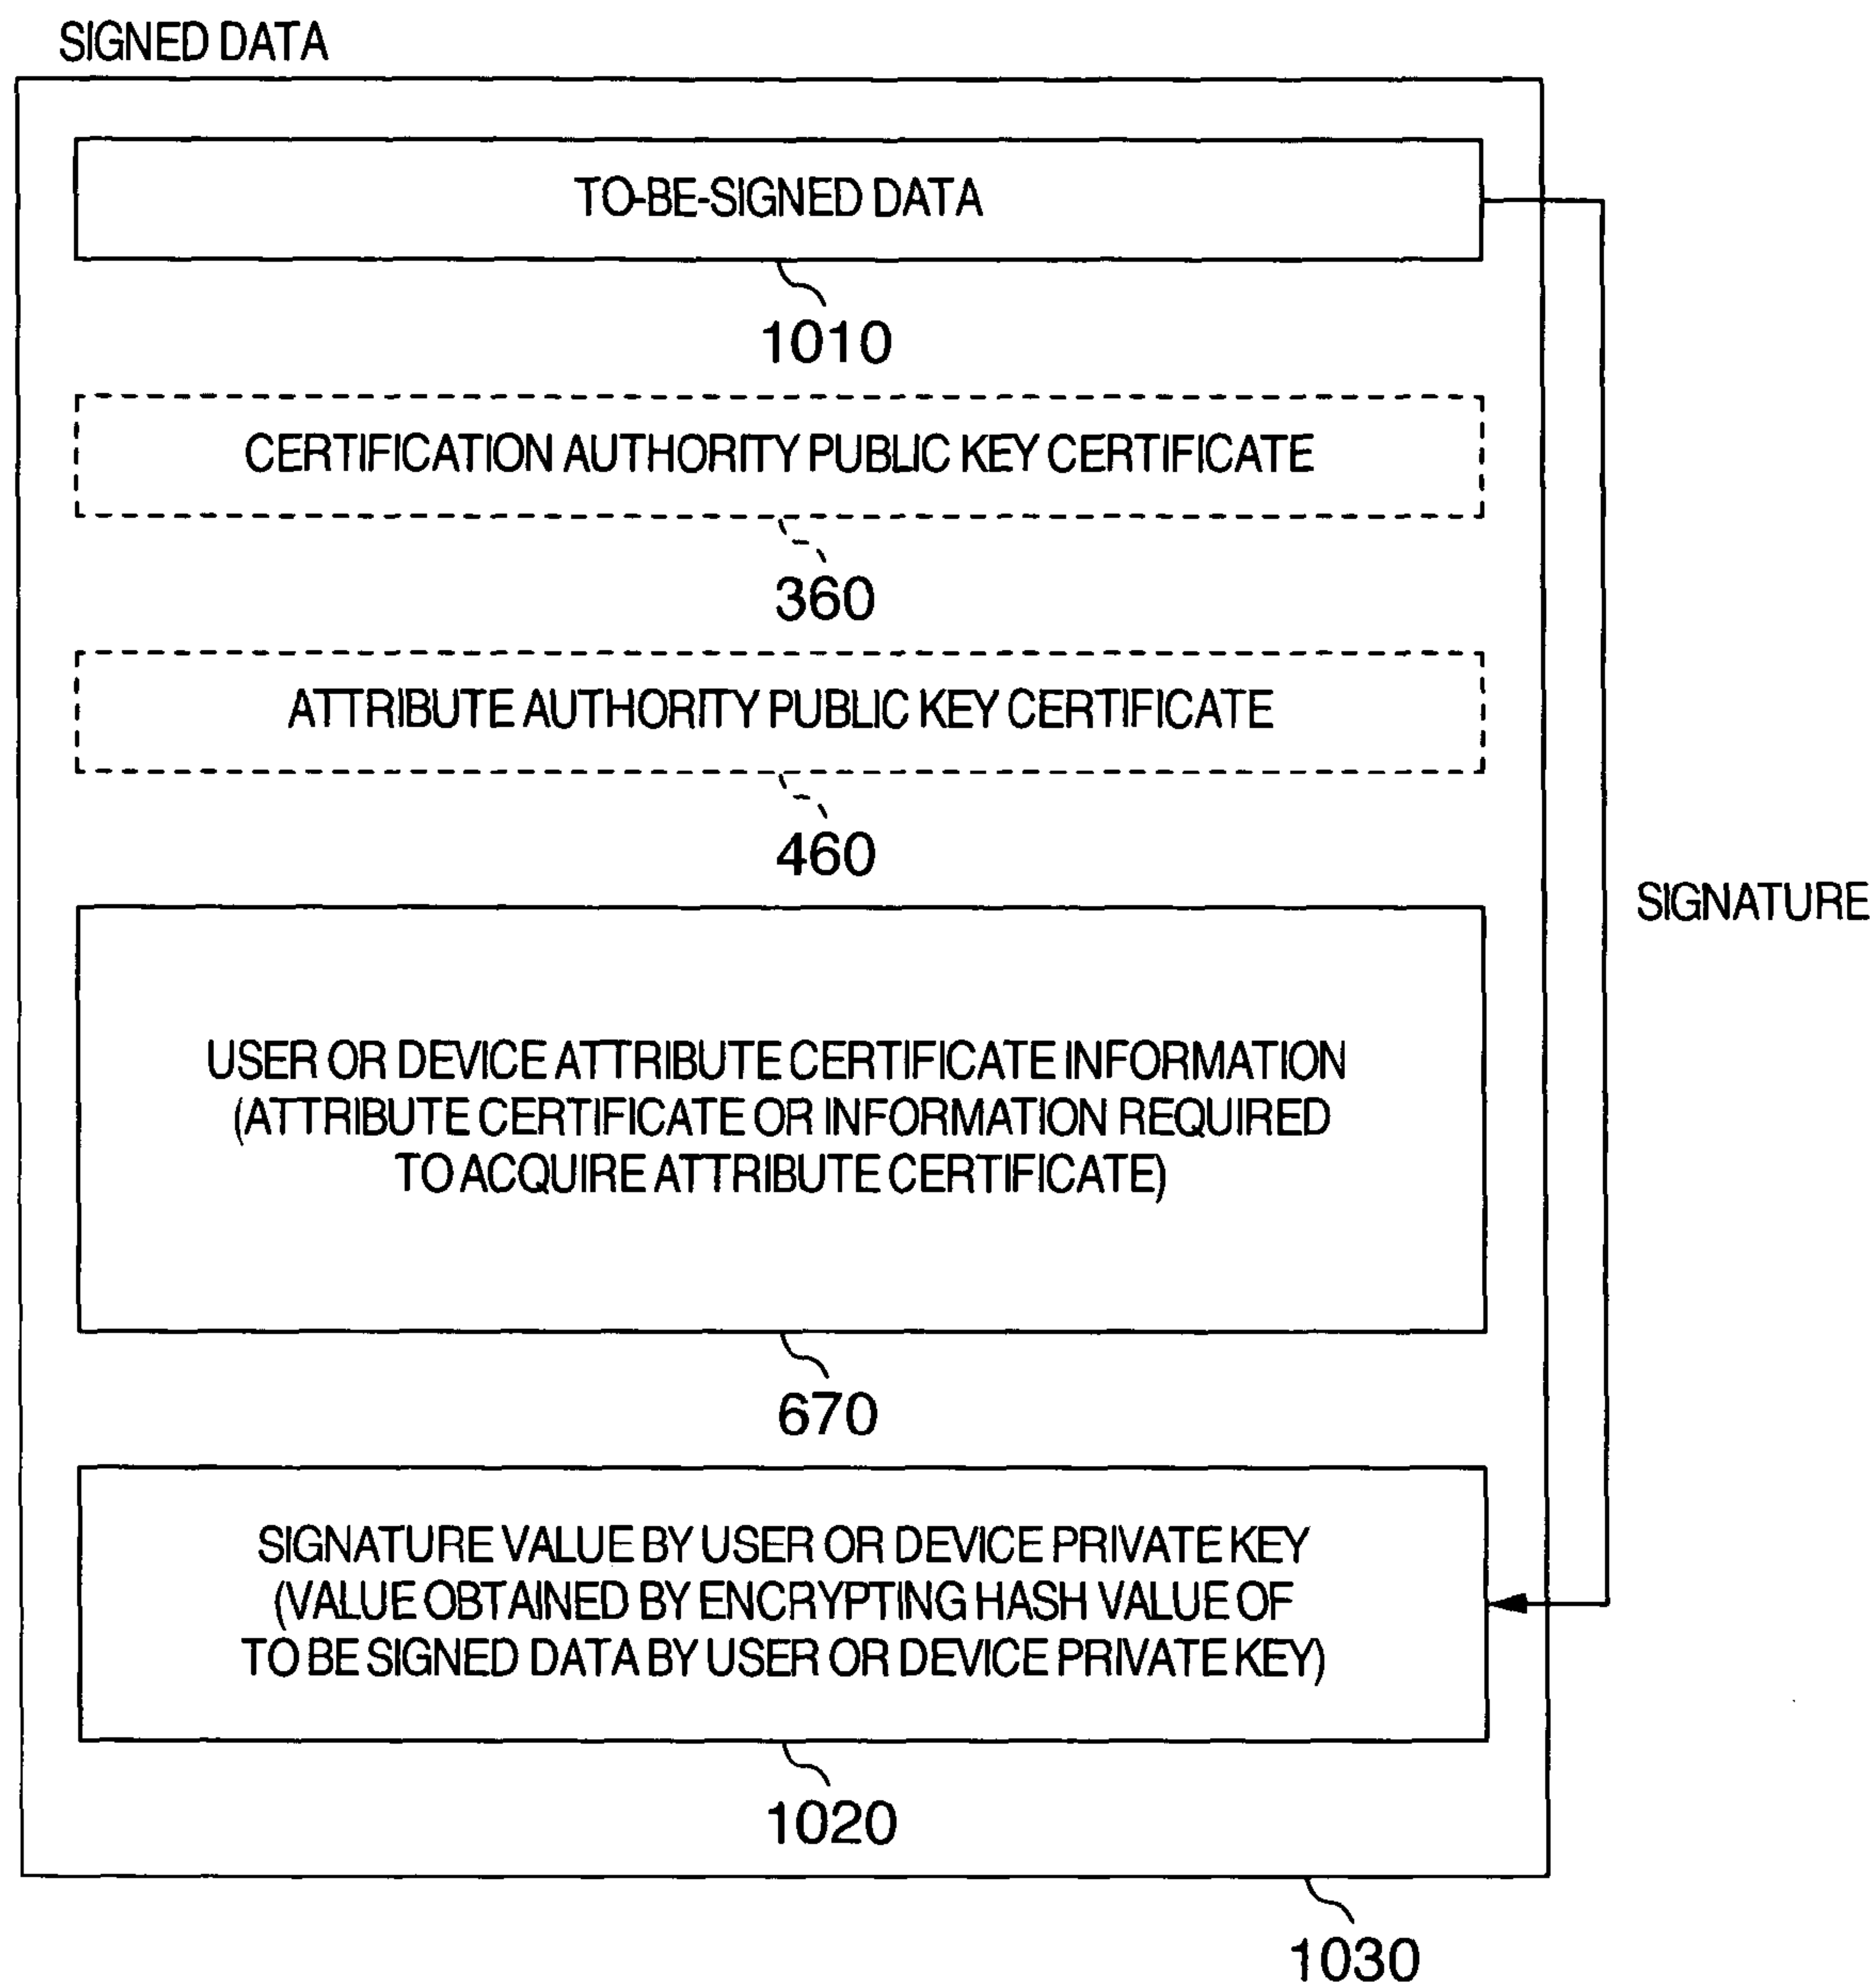 SIGNED DATA
TO-BE-SIGNED DATA
1010
CERTIFICATION AUTHORITY PUBLIC KEY CERTIFICATE
360
ATTRIBUTE AUTHORITY PUBLIC KEY CERTIFICATE
460
SIGNATURE
USER OR DEVICE ATTRIBUTE CERTIFICATE INFORMATION
(ATTRIBUTE CERTIFICATE OR INFORMATION REQUIRED
TO ACQUIRE ATTRIBUTE CERTIFICATE)
670
SIGNATURE VALUE BY USER OR DEVICE PRIVATE KEY
(VALUE OBTAINED BY ENCRYPTING HASH VALUE OF
TO BE SIGNED DATA BY USER OR DEVICE PRIVATE KEY)
1020
1030